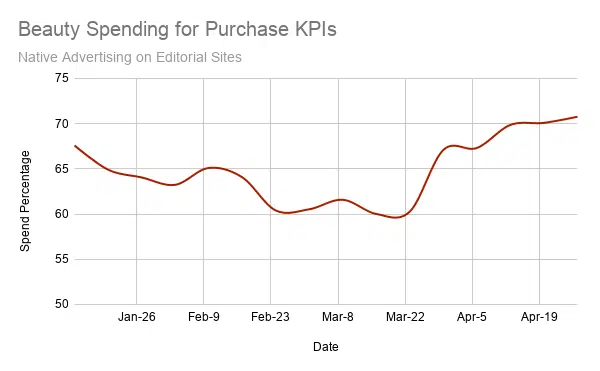 Beauty Spending for Purchase KPIs
Native Advertising on Editorial Sites
75
70
65
60
55
50
Spend Percentage
Jan-26 Feb-9 Feb-23 Mar-8 Mar-22 Apr-5 Apr-19
Date